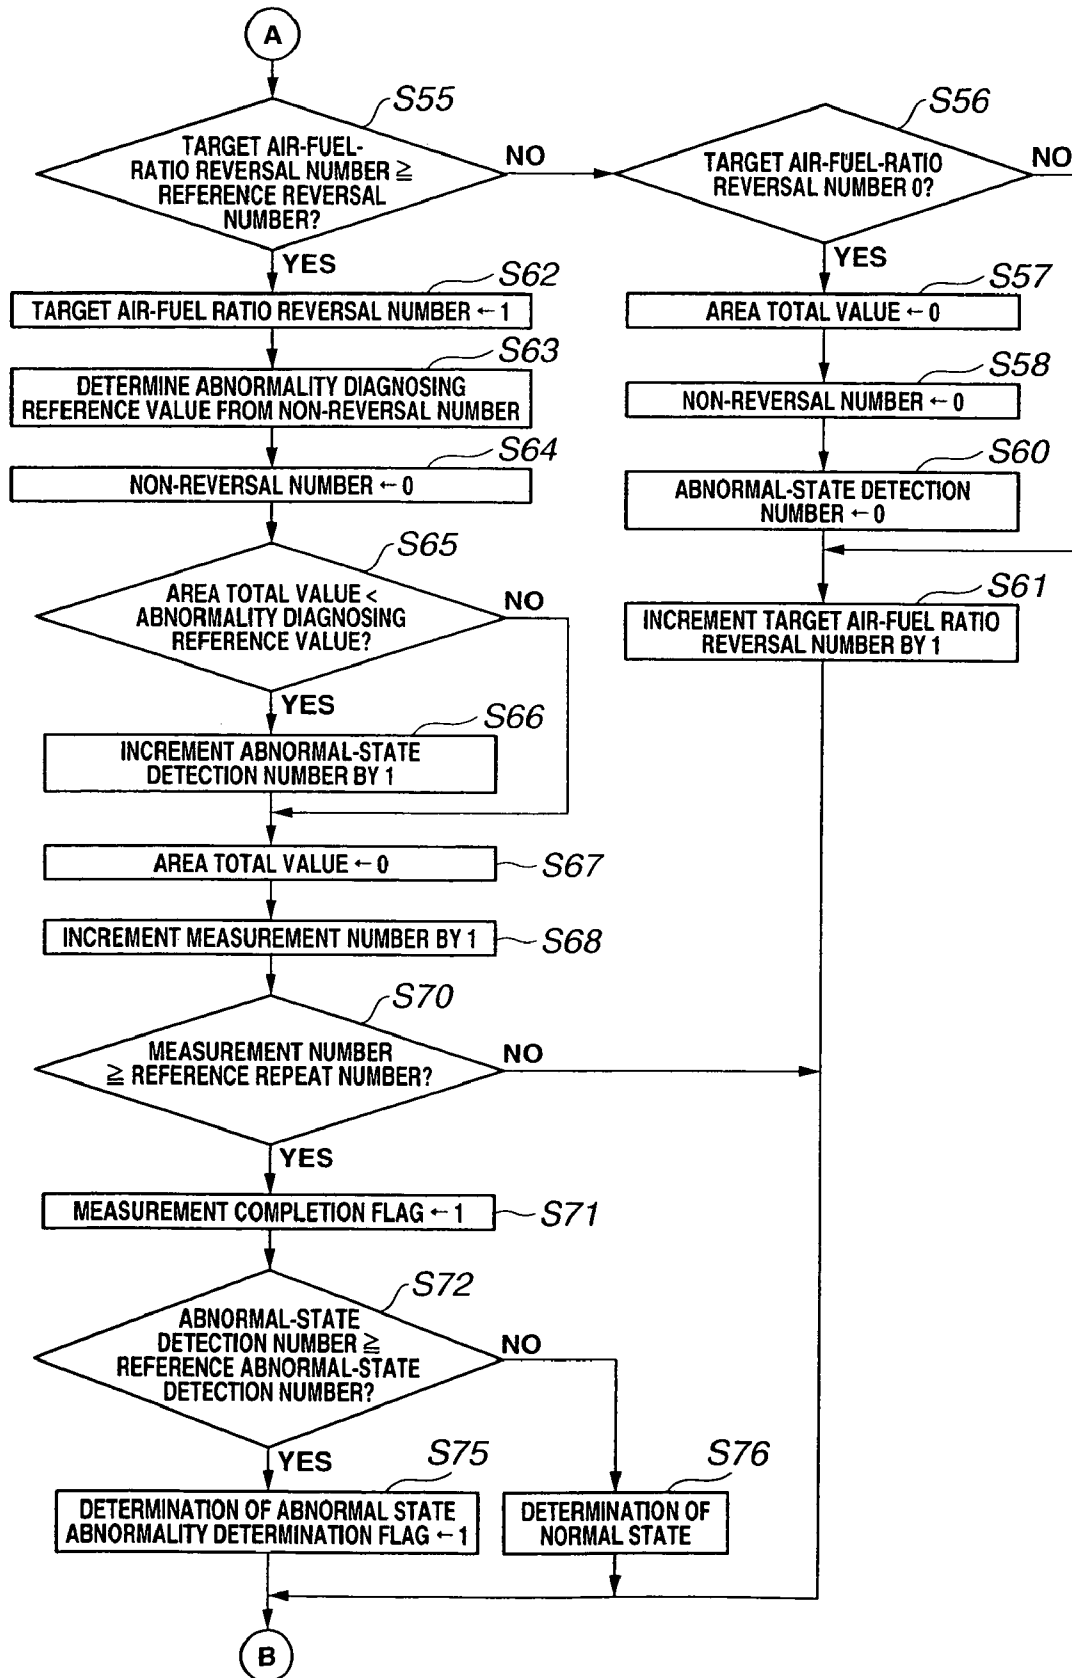 A
S55
TARGET AIR-FUEL-
RATIO REVERSAL NUMBER ≧
REFERENCE REVERSAL
NUMBER?
NO
YES
S56
TARGET AIR-FUEL-RATIO
REVERSAL NUMBER 0?
NO
YES
S62
TARGET AIR-FUEL RATIO REVERSAL NUMBER ← 1
S57
AREA TOTAL VALUE ← 0
S63
DETERMINE ABNORMALITY DIAGNOSING
REFERENCE VALUE FROM NON-REVERSAL NUMBER
S58
NON-REVERSAL NUMBER ← 0
S64
NON-REVERSAL NUMBER ← 0
S60
ABNORMAL-STATE DETECTION
NUMBER ← 0
S65
AREA TOTAL VALUE <
ABNORMALITY DIAGNOSING
REFERENCE VALUE?
NO
YES
S61
INCREMENT TARGET AIR-FUEL RATIO
REVERSAL NUMBER BY 1
S66
INCREMENT ABNORMAL-STATE
DETECTION NUMBER BY 1
AREA TOTAL VALUE ← 0
S67
INCREMENT MEASUREMENT NUMBER BY 1
S68
S70
MEASUREMENT NUMBER
≧ REFERENCE REPEAT NUMBER?
NO
YES
MEASUREMENT COMPLETION FLAG ← 1
S71
S72
ABNORMAL-STATE
DETECTION NUMBER ≧
REFERENCE ABNORMAL-STATE
DETECTION NUMBER?
NO
YES
S75
DETERMINATION OF ABNORMAL STATE
ABNORMALITY DETERMINATION FLAG ← 1
S76
DETERMINATION OF
NORMAL STATE
B